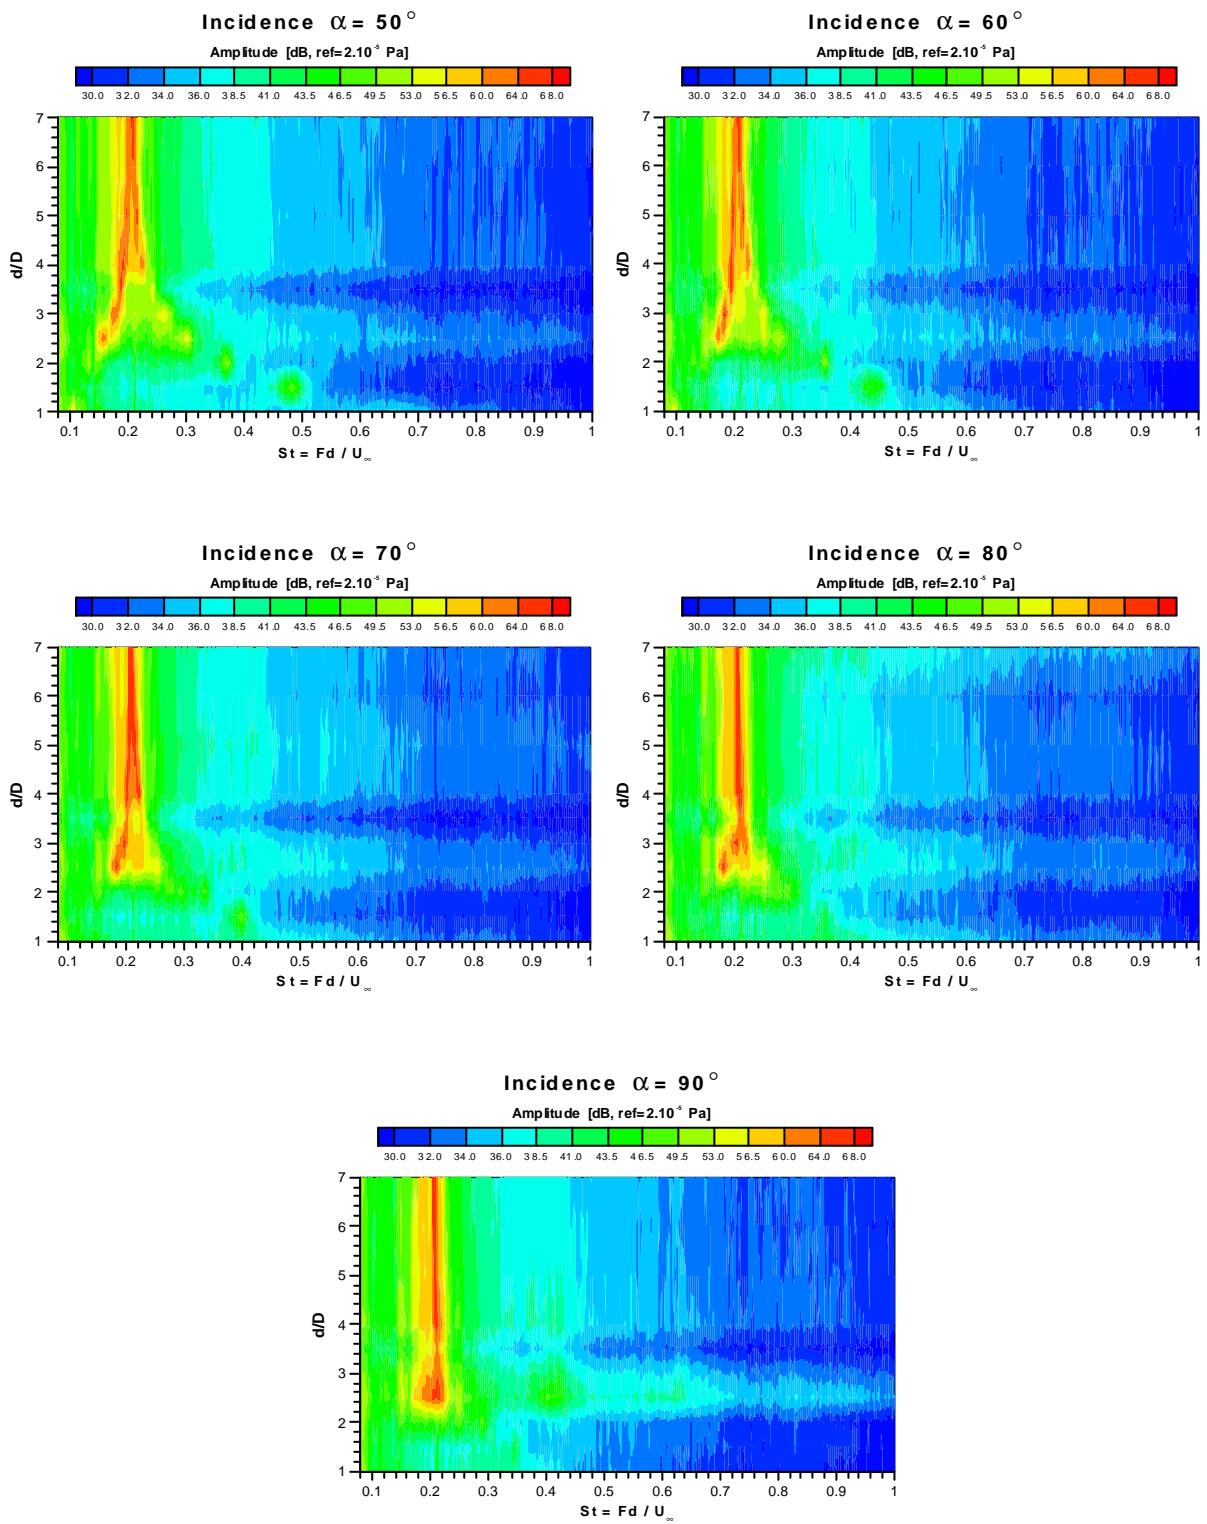 Incidence α = 50°
Amplitude [dB, ref=2.10⁻⁵ Pa]
30.0 32.0 34.0 36.0 38.5 41.0 43.5 46.5 49.5 53.0 56.5 60.0 64.0 68.0
7
6
5
4
3
2
1
d/D
0.1 0.2 0.3 0.4 0.5 0.6 0.7 0.8 0.9 1
St = Fd / U∞
Incidence α = 60°
Amplitude [dB, ref=2.10⁻⁵ Pa]
30.0 32.0 34.0 36.0 38.5 41.0 43.5 46.5 49.5 53.0 56.5 60.0 64.0 68.0
7
6
5
4
3
2
1
d/D
0.1 0.2 0.3 0.4 0.5 0.6 0.7 0.8 0.9 1
St = Fd / U∞
Incidence α = 70°
Amplitude [dB, ref=2.10⁻⁵ Pa]
30.0 32.0 34.0 36.0 38.5 41.0 43.5 46.5 49.5 53.0 56.5 60.0 64.0 68.0
7
6
5
4
3
2
1
d/D
0.1 0.2 0.3 0.4 0.5 0.6 0.7 0.8 0.9 1
St = Fd / U∞
Incidence α = 80°
Amplitude [dB, ref=2.10⁻⁵ Pa]
30.0 32.0 34.0 36.0 38.5 41.0 43.5 46.5 49.5 53.0 56.5 60.0 64.0 68.0
7
6
5
4
3
2
1
d/D
0.1 0.2 0.3 0.4 0.5 0.6 0.7 0.8 0.9 1
St = Fd / U∞
Incidence α = 90°
Amplitude [dB, ref=2.10⁻⁵ Pa]
30.0 32.0 34.0 36.0 38.5 41.0 43.5 46.5 49.5 53.0 56.5 60.0 64.0 68.0
7
6
5
4
3
2
1
d/D
0.1 0.2 0.3 0.4 0.5 0.6 0.7 0.8 0.9 1
St = Fd / U∞